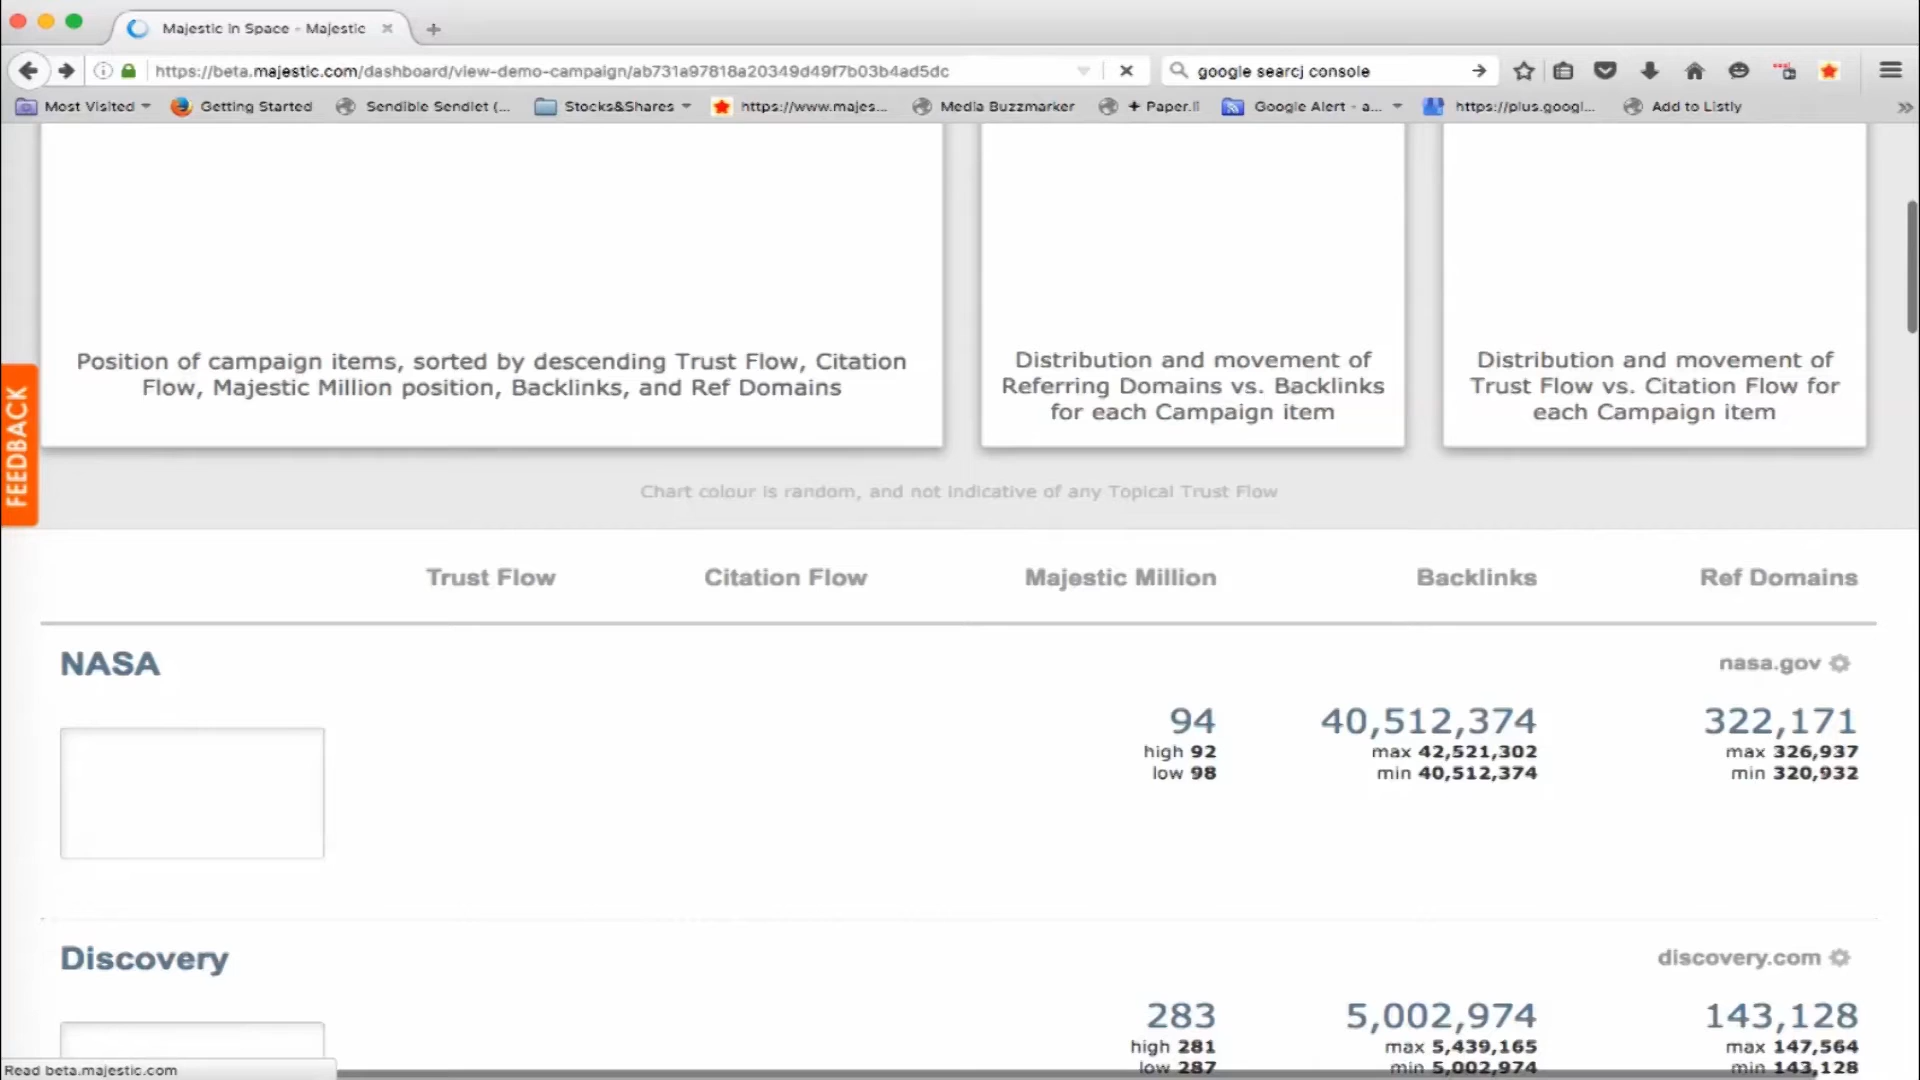 Majestic in Space - Majestic
https://beta.majestic.com/dashboard/view-demo-campaign/ab731a97818a20349d49f7b03b4ad5dc
google searcj console
Most Visited
Getting Started
Sendible Sendlet (...
Stocks&Shares
https://www.majes...
Media Buzzmarker
+ Paper.li
Google Alert - a...
https://plus.googl...
Add to Listly
Position of campaign items, sorted by descending Trust Flow, Citation
Flow, Majestic Million position, Backlinks, and Ref Domains
Distribution and movement of
Referring Domains vs. Backlinks
for each Campaign item
Distribution and movement of
Trust Flow vs. Citation Flow for
each Campaign item
FEEDBACK
Chart colour is random, and not indicative of any Topical Trust Flow
Trust Flow Citation Flow Majestic Million Backlinks Ref Domains
NASA
nasa.gov
94 40,512,374 322,171
high 92 max 42,521,302 max 326,937
low 98 min 40,512,374 min 320,932
Discovery
discovery.com
283 5,002,974 143,128
high 281 max 5,439,165 max 147,564
low 287 min 5,002,974 min 143,128
Read beta.majestic.com